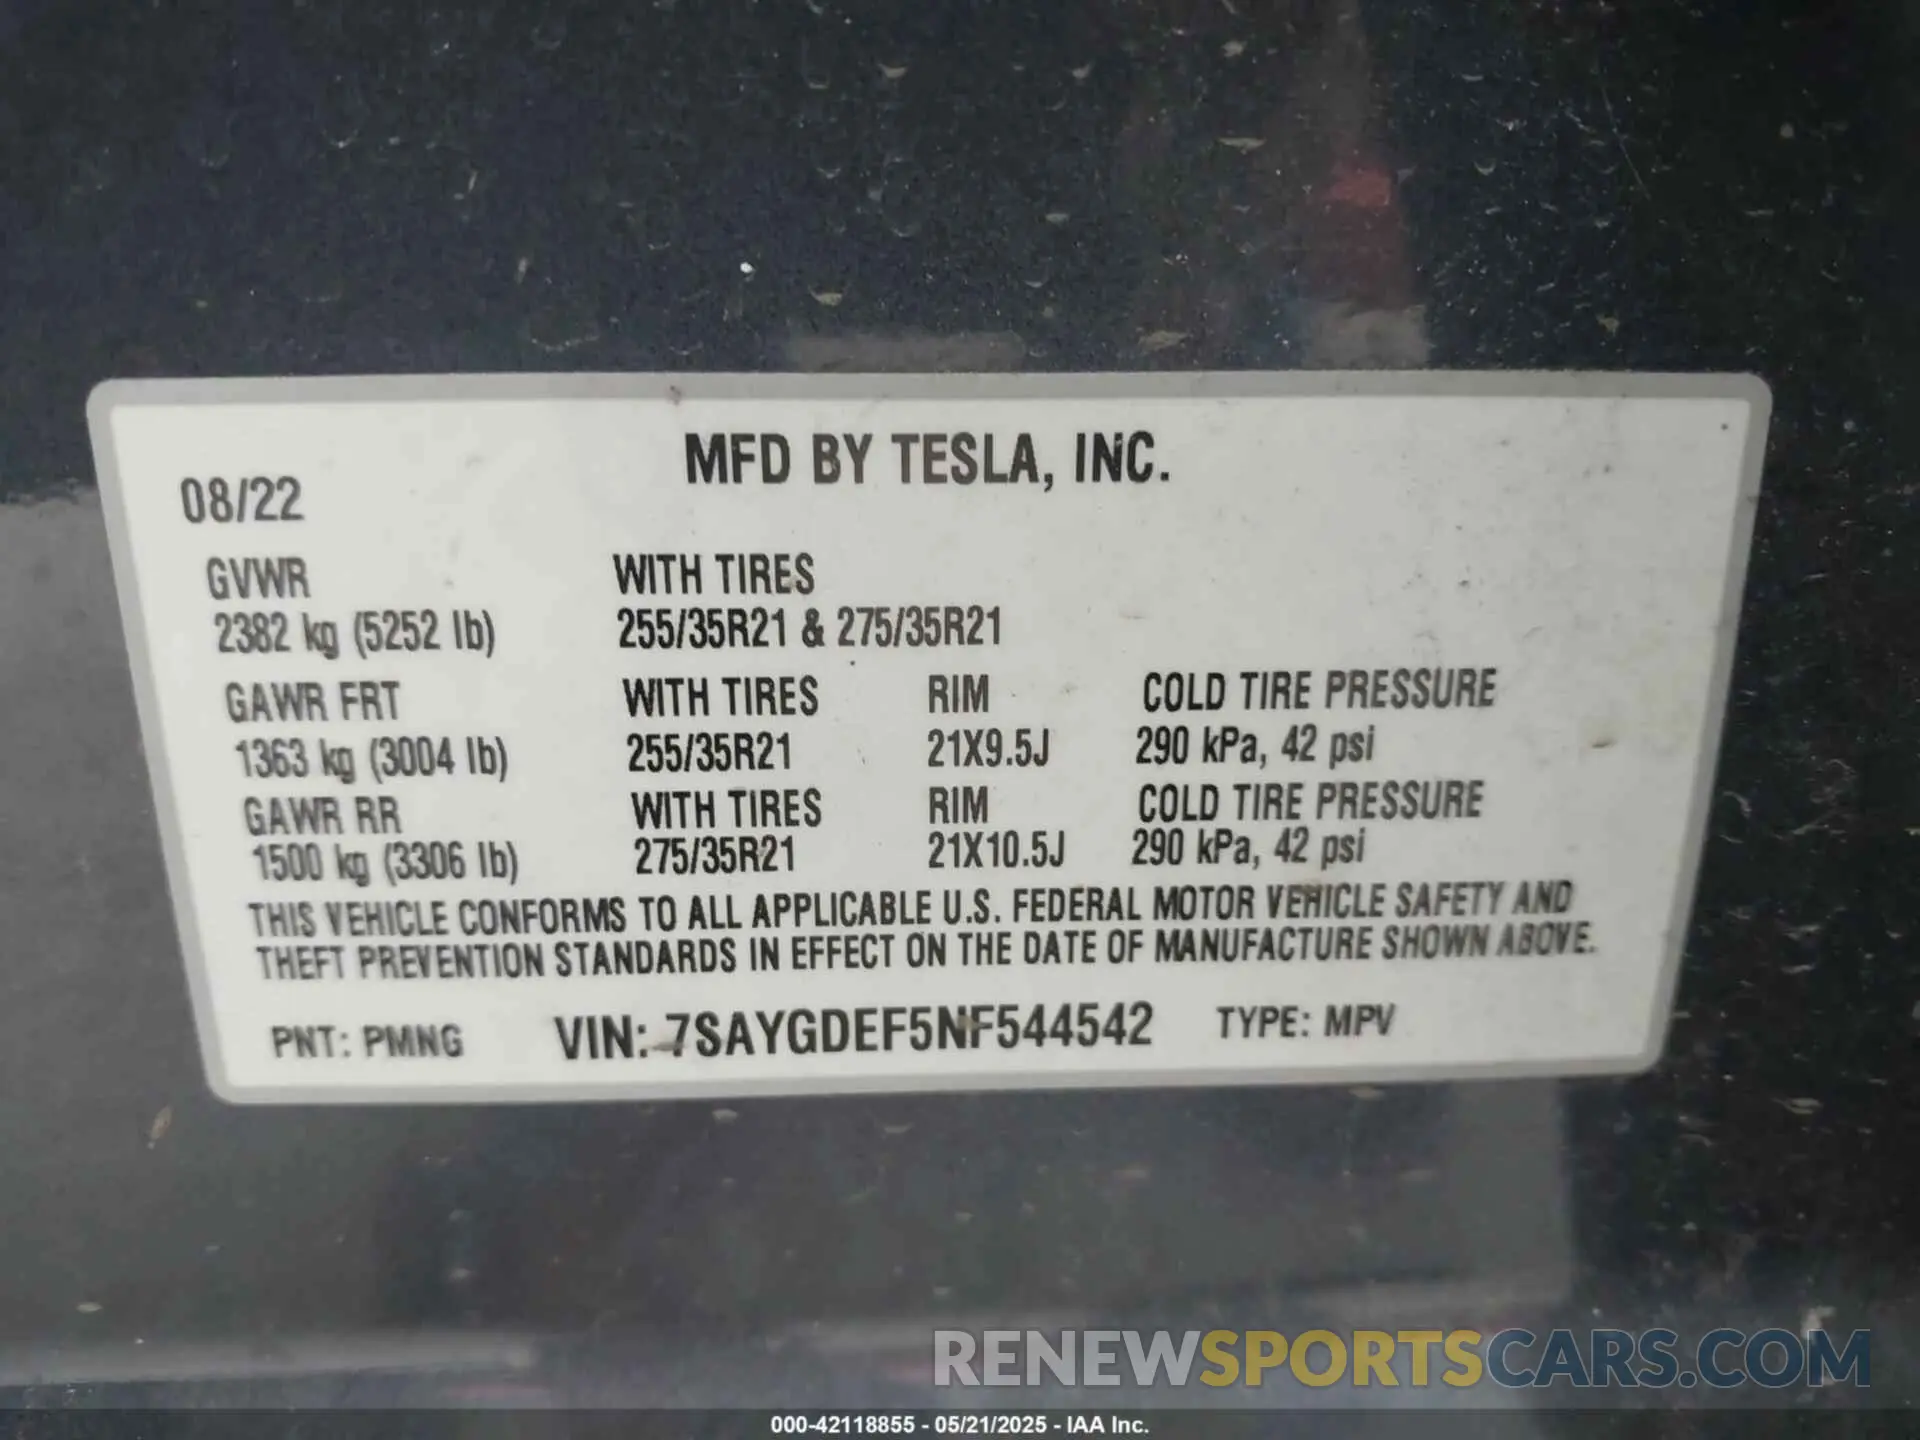 MFD BY TESLA, INC.
08/22
GVWR WITH TIRES
2382 kg (5252 lb) 255/35R21 & 275/35R21
GAWR FRT WITH TIRES RIM COLD TIRE PRESSURE
1363 kg (3004 lb) 255/35R21 21X9.5J 290 kPa, 42 psi
GAWR RR WITH TIRES RIM COLD TIRE PRESSURE
1500 kg (3306 lb) 275/35R21 21X10.5J 290 kPa, 42 psi
THIS VEHICLE CONFORMS TO ALL APPLICABLE U.S. FEDERAL MOTOR VEHICLE SAFETY AND
THEFT PREVENTION STANDARDS IN EFFECT ON THE DATE OF MANUFACTURE SHOWN ABOVE.
PNT: PMNG VIN: 7SAYGDEF5NF544542 TYPE: MPV
RENEWSPORTSCARS.COM
000-42118855 - 05/21/2025 - IAA Inc.